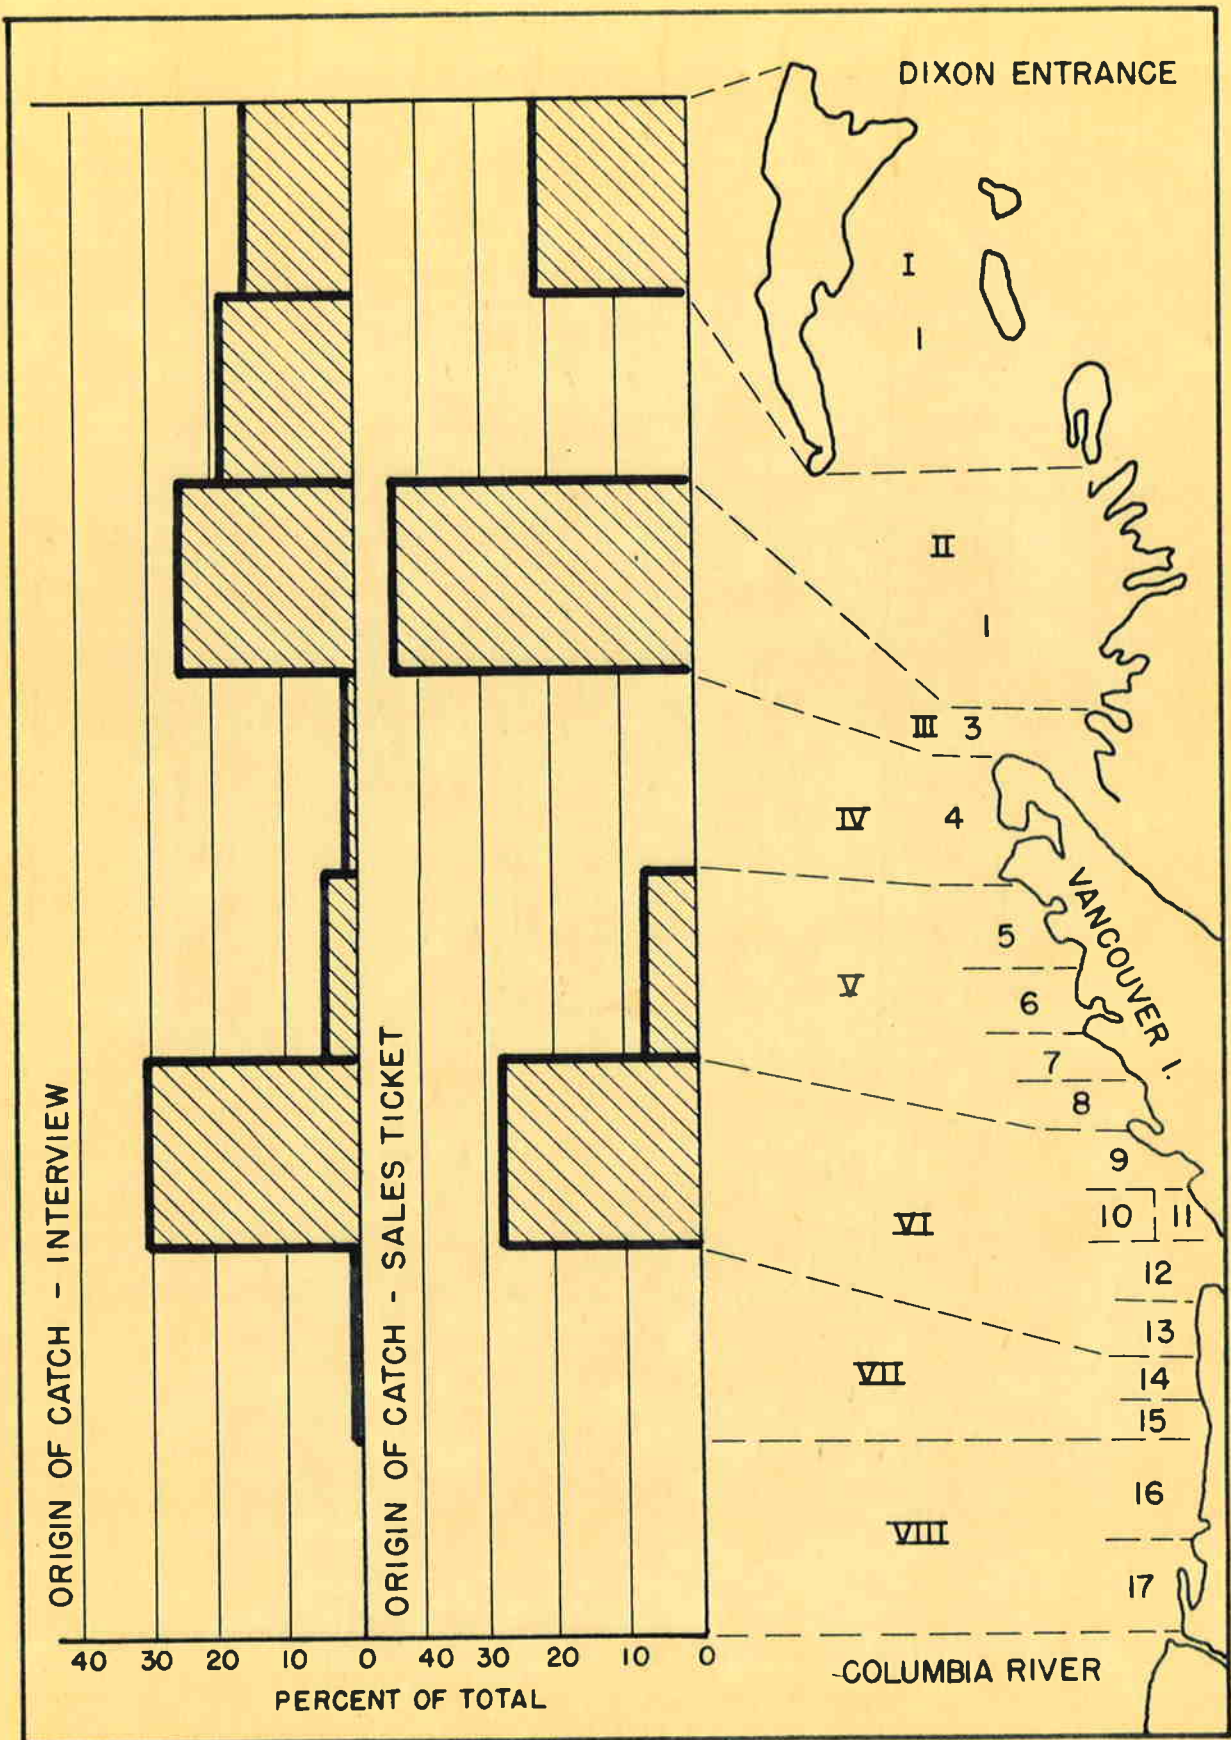 DIXON ENTRANCE
I
1
II
1
III 3
IV 4
VANCOUVER I.
5
V
6
7
8
9
VI
10 11
12
13
VII
14
15
16
VIII
17
ORIGIN OF CATCH - INTERVIEW
ORIGIN OF CATCH - SALES TICKET
40 30 20 10 0 40 30 20 10 0
PERCENT OF TOTAL
COLUMBIA RIVER